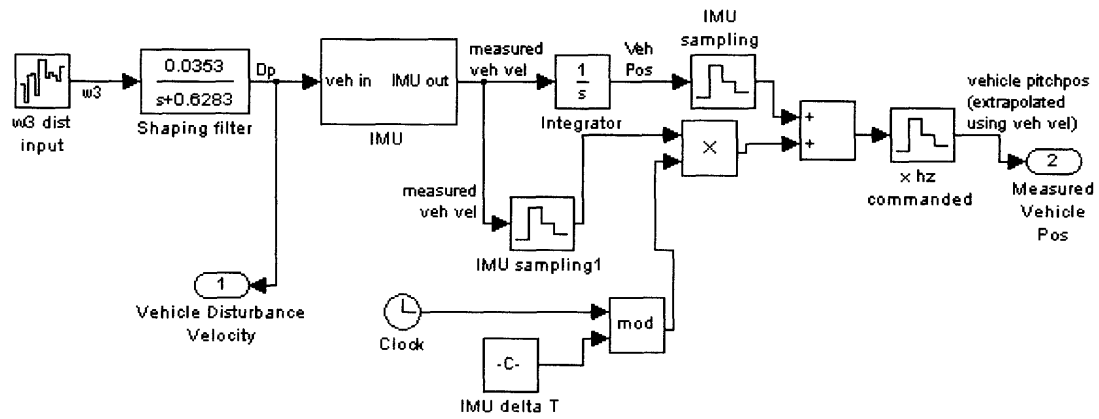 w3 dist
input
w3
0.0353
s+0.6283
Shaping filter
Dp
veh in
IMU out
IMU
measured
veh vel
1
s
Integrator
Veh
Pos
IMU
sampling
measured
veh vel
IMU sampling1
×
+
+
× hz
commanded
vehicle pitchpos
(extrapolated
using veh vel)
2
Measured
Vehicle
Pos
1
Vehicle Disturbance
Velocity
Clock
-C-
IMU delta T
mod